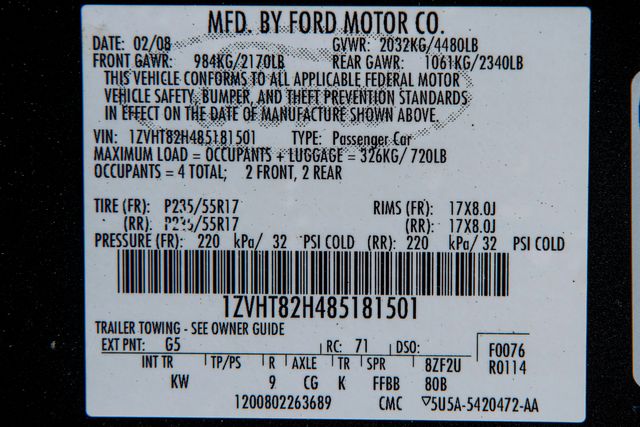 MFD. BY FORD MOTOR CO.
DATE: 02/08 GVWR: 2032KG/4480LB
FRONT GAWR: 984KG/2170LB REAR GAWR: 1061KG/2340LB
THIS VEHICLE CONFORMS TO ALL APPLICABLE FEDERAL MOTOR
VEHICLE SAFETY, BUMPER, AND THEFT PREVENTION STANDARDS
IN EFFECT ON THE DATE OF MANUFACTURE SHOWN ABOVE.
VIN: 1ZVHT82H485181501 TYPE: Passenger Car
MAXIMUM LOAD = OCCUPANTS + LUGGAGE = 326KG/ 720LB
OCCUPANTS = 4 TOTAL; 2 FRONT, 2 REAR
TIRE (FR): P235/55R17 RIMS (FR): 17X8.0J
(RR): P235/55R17 (RR): 17X8.0J
PRESSURE (FR): 220 kPa/ 32 PSI COLD (RR): 220 kPa/ 32 PSI COLD
1ZVHT82H485181501
TRAILER TOWING - SEE OWNER GUIDE
EXT PNT: G5 RC: 71 DSO: F0076
INT TR TP/PS R AXLE TR SPR 8ZF2U R0114
KW 9 CG K FFBB 80B
1200802263689 CMC ▽5U5A-5420472-AA